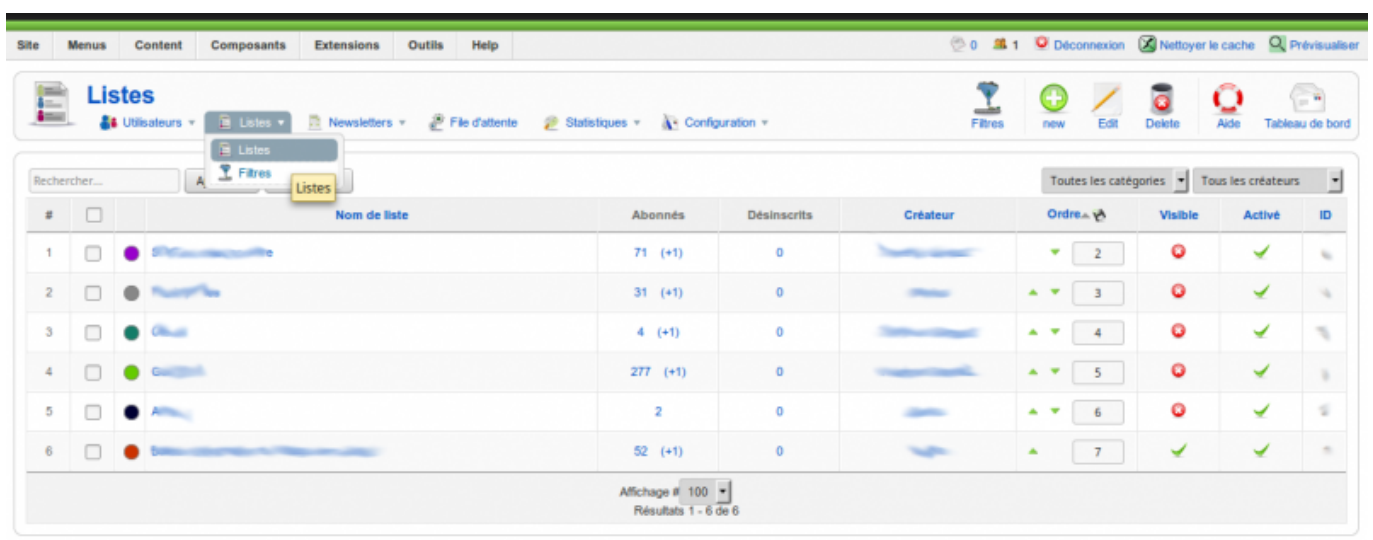 Site Menus Content Composants Extensions Outils Help 0 1 Déconnexion Nettoyer le cache Prévisualiser
Listes
Utilisateurs Listes Newsletters File d'attente Statistiques Configuration
Filtres new Edit Delete Aide Tableau de bord
Listes
Filtres
Listes
Rechercher... Toutes les catégories Tous les créateurs
# Nom de liste Abonnés Désinscrits Créateur Ordre Visible Activé ID
1 71 (+1) 0 2
2 31 (+1) 0 3
3 4 (+1) 0 4
4 277 (+1) 0 5
5 2 0 6
6 52 (+1) 0 7
Affichage # 100
Résultats 1 - 6 de 6